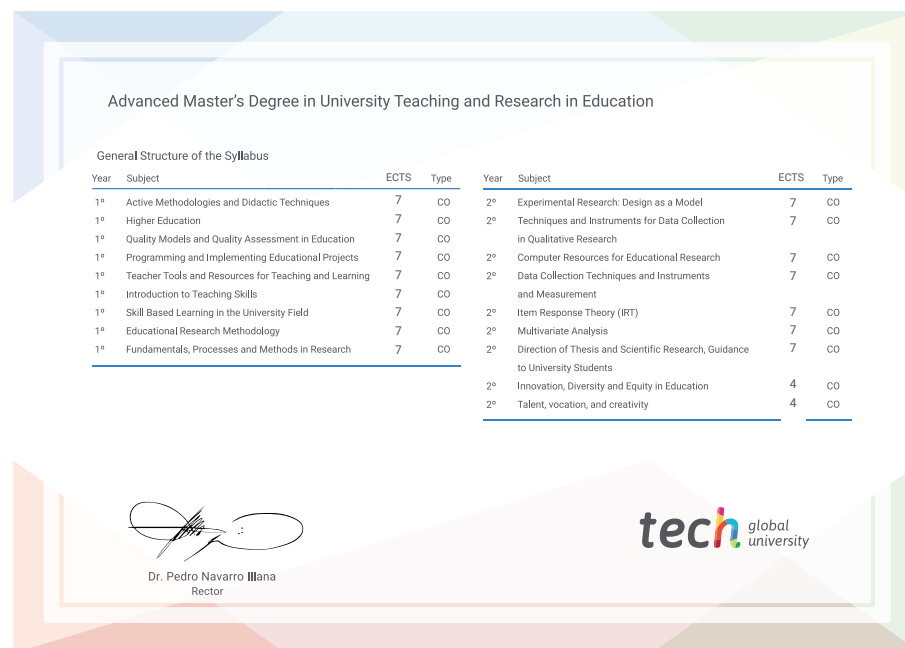 Advanced Master's Degree in University Teaching and Research in Education
General Structure of the Syllabus
Year Subject ECTS Type
1º Active Methodologies and Didactic Techniques 7 CO
1º Higher Education 7 CO
1º Quality Models and Quality Assessment in Education 7 CO
1º Programming and Implementing Educational Projects 7 CO
1º Teacher Tools and Resources for Teaching and Learning 7 CO
1º Introduction to Teaching Skills 7 CO
1º Skill Based Learning in the University Field 7 CO
1º Educational Research Methodology 7 CO
1º Fundamentals, Processes and Methods in Research 7 CO
Year Subject ECTS Type
2º Experimental Research: Design as a Model 7 CO
2º Techniques and Instruments for Data Collection 7 CO
in Qualitative Research
2º Computer Resources for Educational Research 7 CO
2º Data Collection Techniques and Instruments 7 CO
and Measurement
2º Item Response Theory (IRT) 7 CO
2º Multivariate Analysis 7 CO
2º Direction of Thesis and Scientific Research, Guidance 7 CO
to University Students
2º Innovation, Diversity and Equity in Education 4 CO
2º Talent, vocation, and creativity 4 CO
Dr. Pedro Navarro Illana
Rector
tech global
university